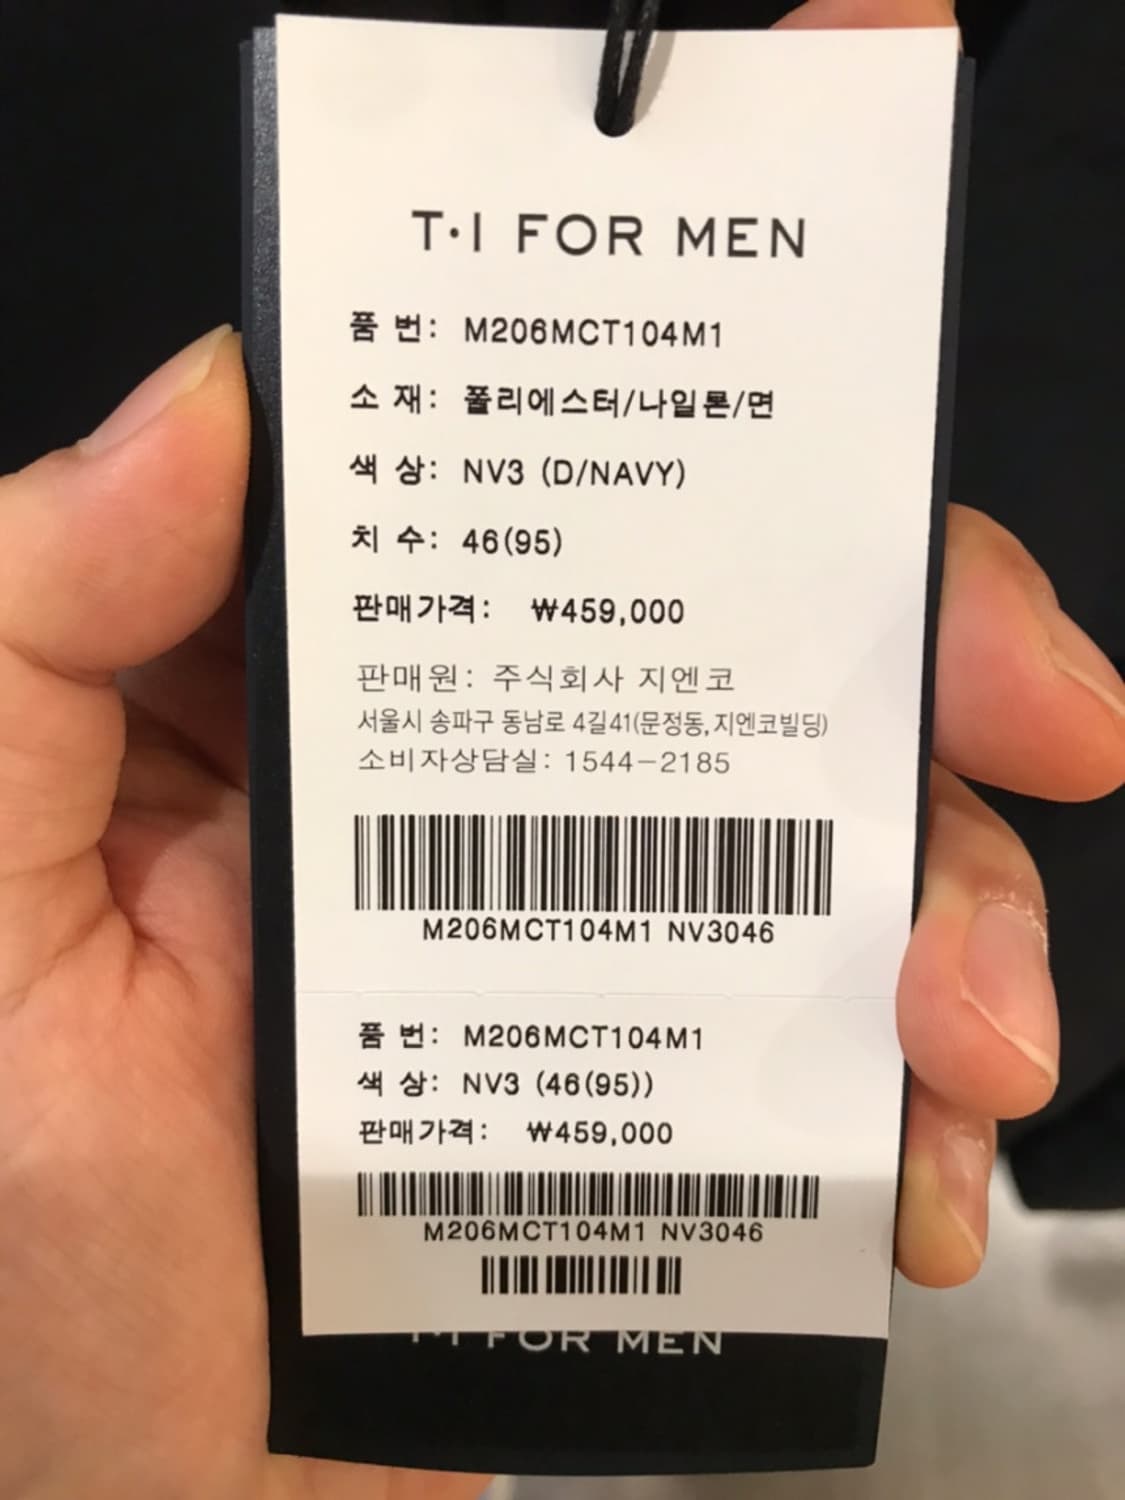 T·I FOR MEN
품 번: M206MCT104M1
소 재: 폴리에스터/나일론/면
색 상: NV3 (D/NAVY)
치 수: 46(95)
판매가격: ₩459,000
판매원: 주식회사 지엔코
서울시 송파구 동남로 4길41(문정동, 지엔코빌딩)
소비자상담실: 1544-2185
M206MCT104M1 NV3046
품 번: M206MCT104M1
색 상: NV3 (46(95))
판매가격: ₩459,000
M206MCT104M1 NV3046
T·I FOR MEN